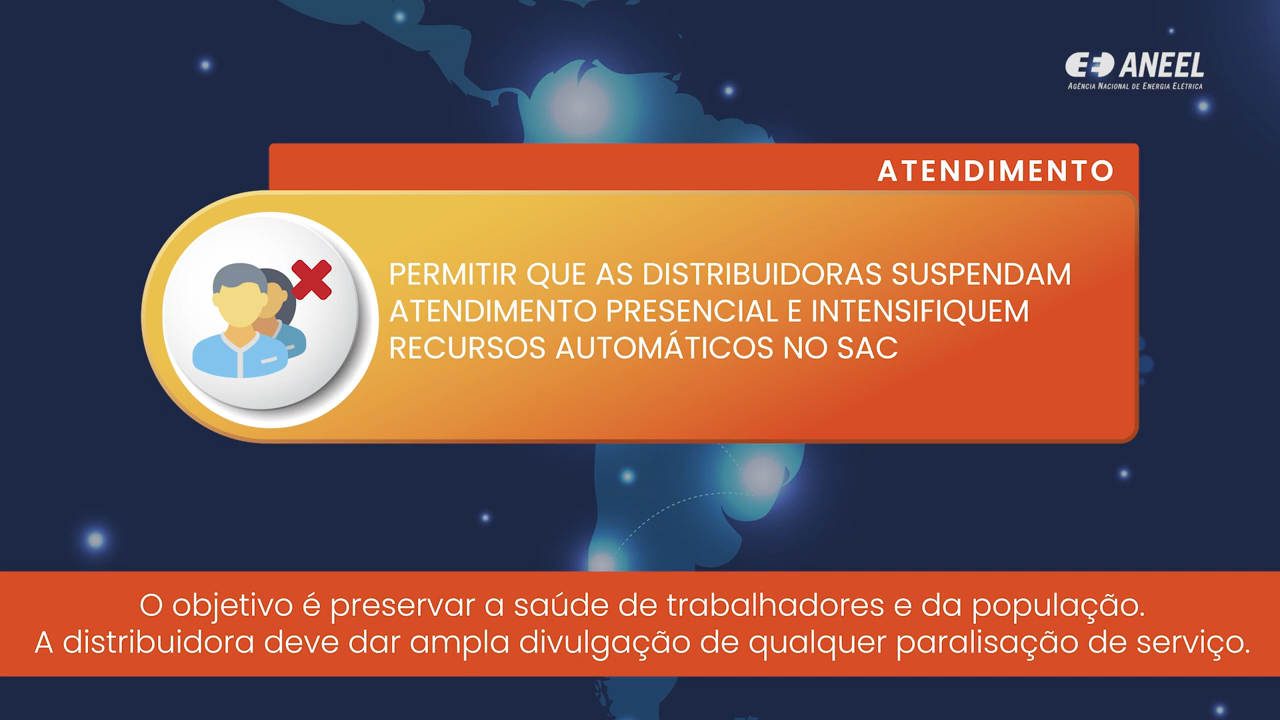 ANEEL
AGÊNCIA NACIONAL DE ENERGIA ELÉTRICA
ATENDIMENTO
PERMITIR QUE AS DISTRIBUIDORAS SUSPENDAM
ATENDIMENTO PRESENCIAL E INTENSIFIQUEM
RECURSOS AUTOMÁTICOS NO SAC
O objetivo é preservar a saúde de trabalhadores e da população.
A distribuidora deve dar ampla divulgação de qualquer paralisação de serviço.